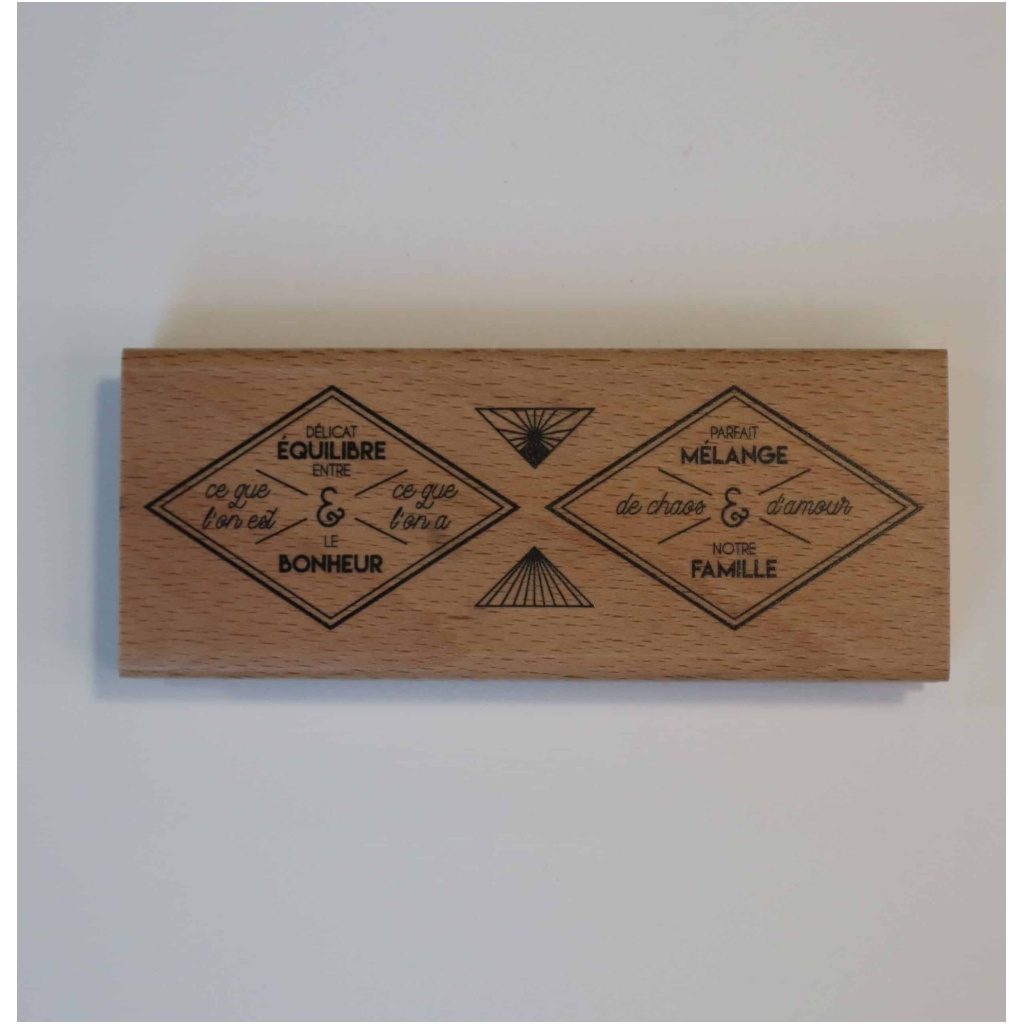 DÉLICAT
ÉQUILIBRE
ENTRE
ce que
l'on est
&
ce que
l'on a
LE
BONHEUR
PARFAIT
MÉLANGE
de chaos & d'amour
NOTRE
FAMILLE